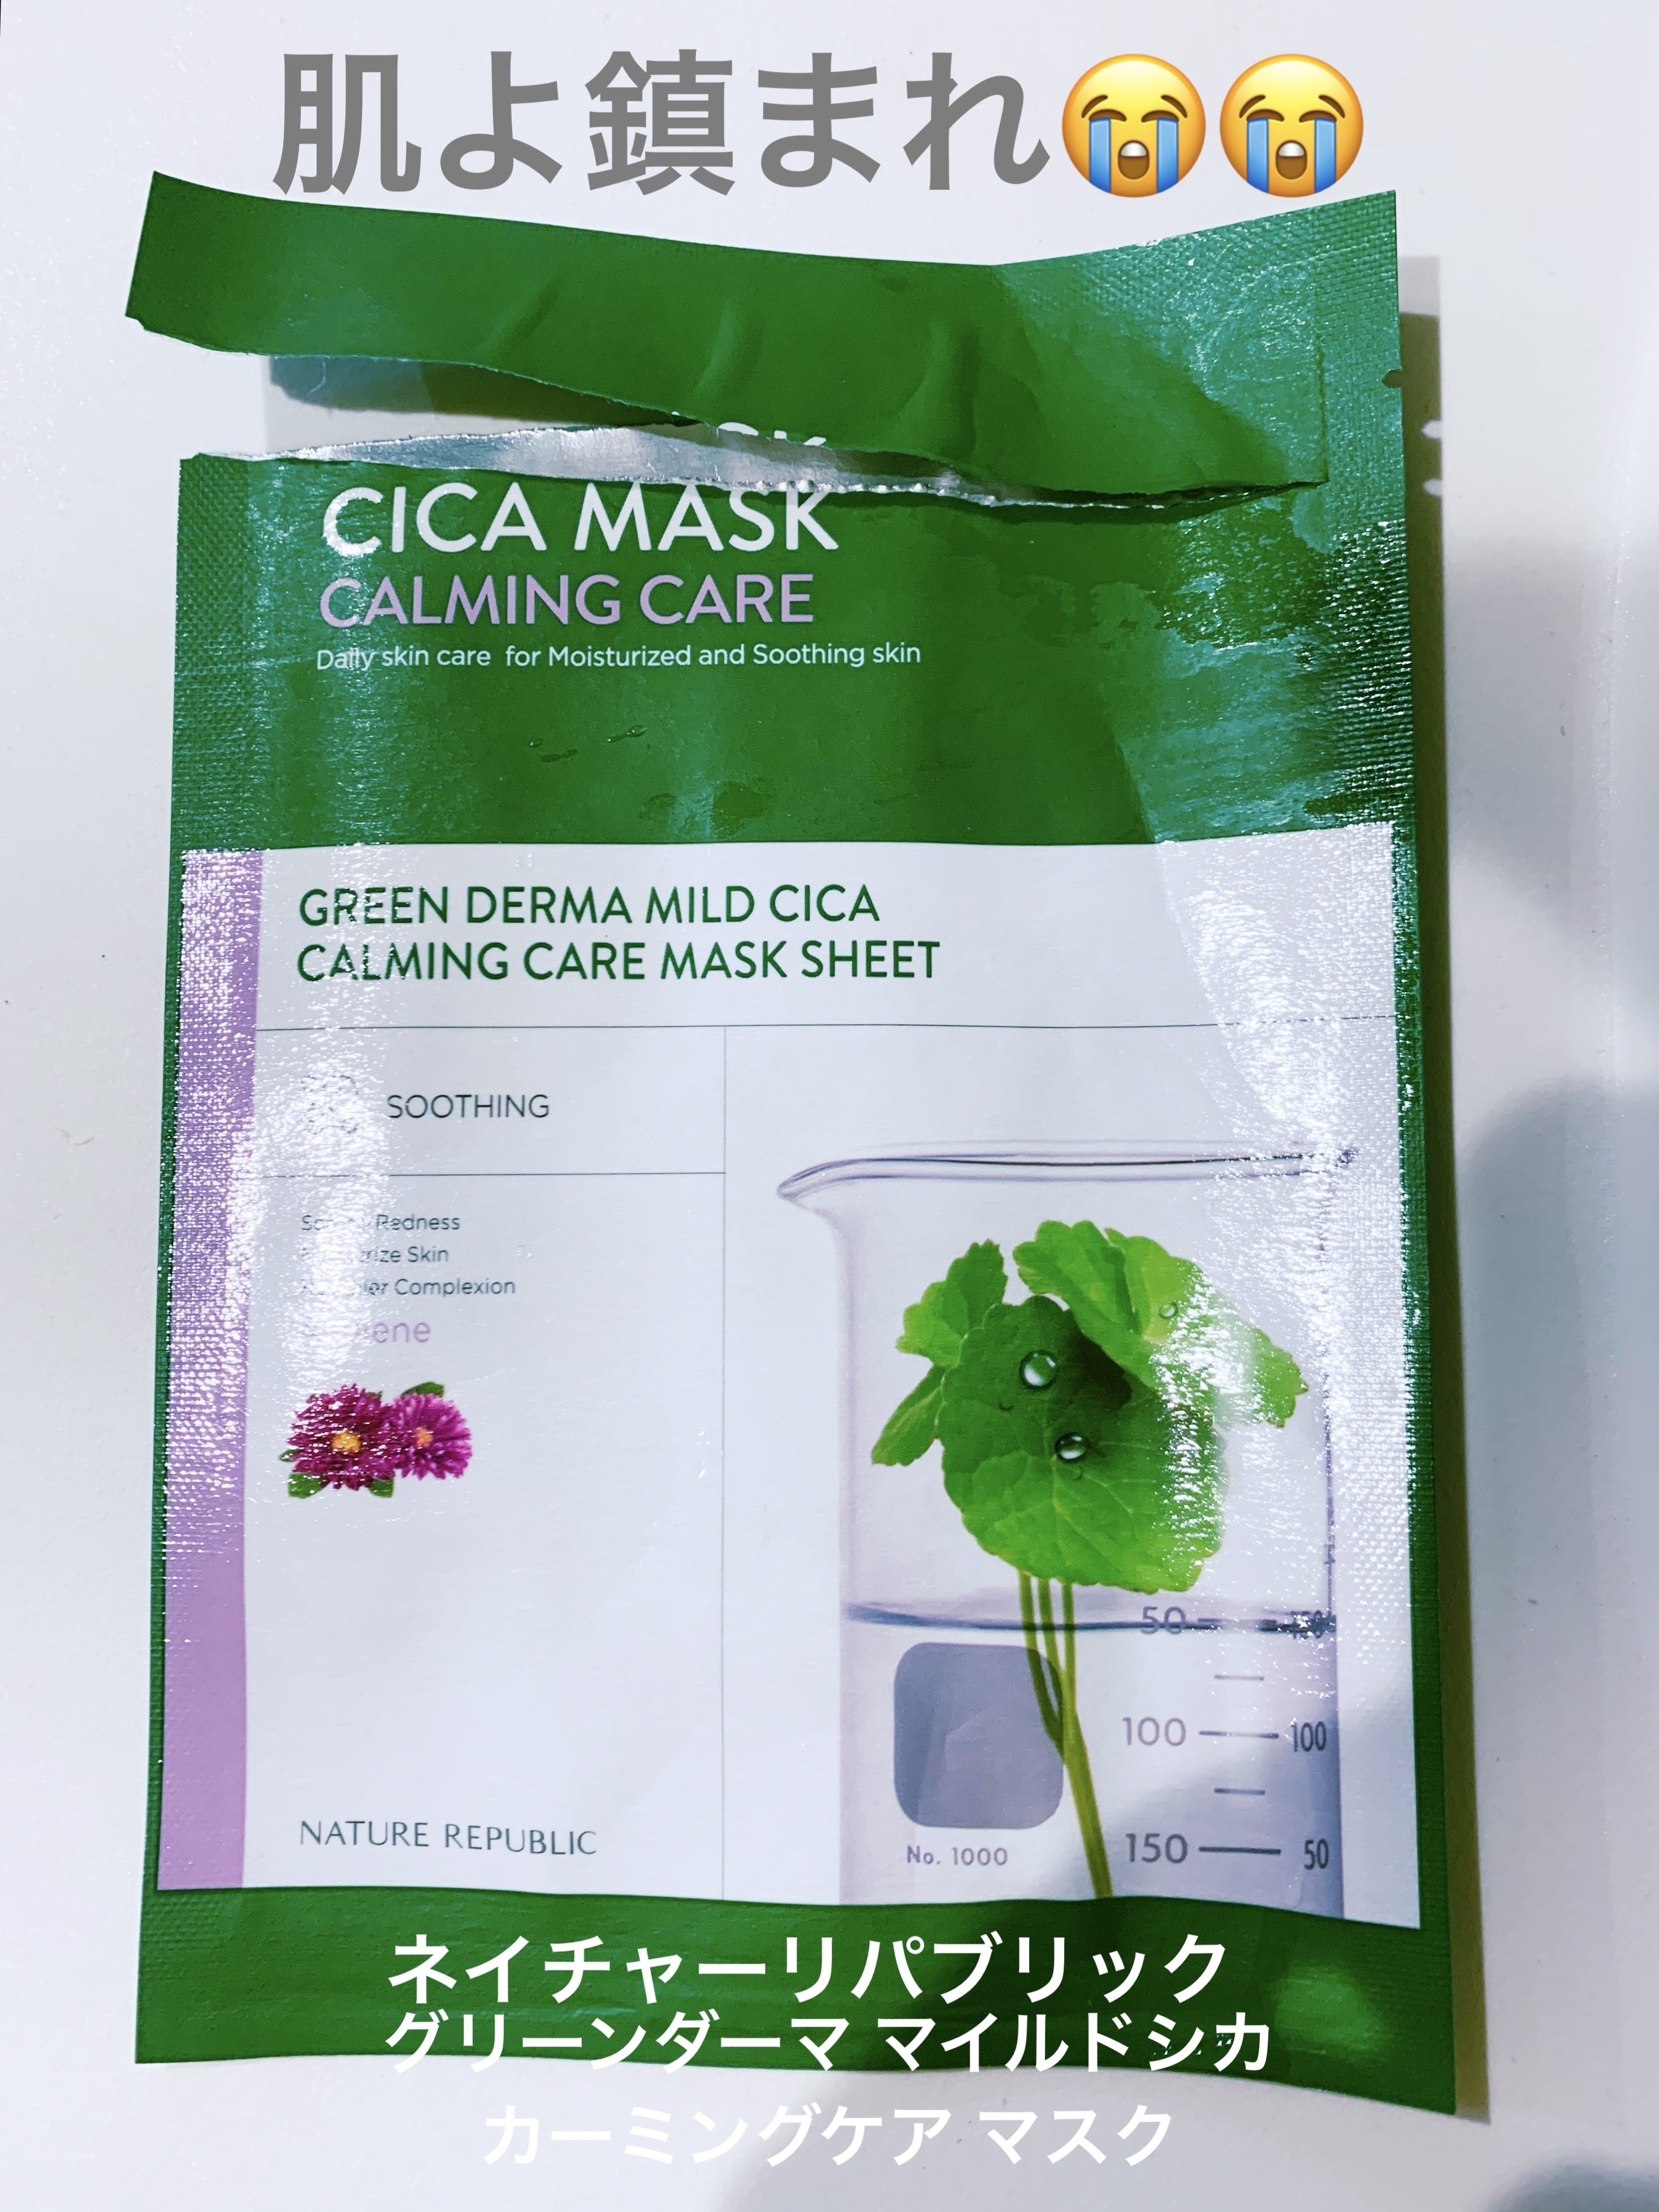 肌よ鎮まれ😭😭
CICA MASK
CALMING CARE
Daily skin care for Moisturized and Soothing skin
GREEN DERMA MILD CICA
CALMING CARE MASK SHEET
SOOTHING
Redness
Skin
Complexion
50
100 100
150 50
No. 1000
NATURE REPUBLIC
ネイチャーリパブリック
グリーンダーマ マイルドシカ
カーミングケア マスク